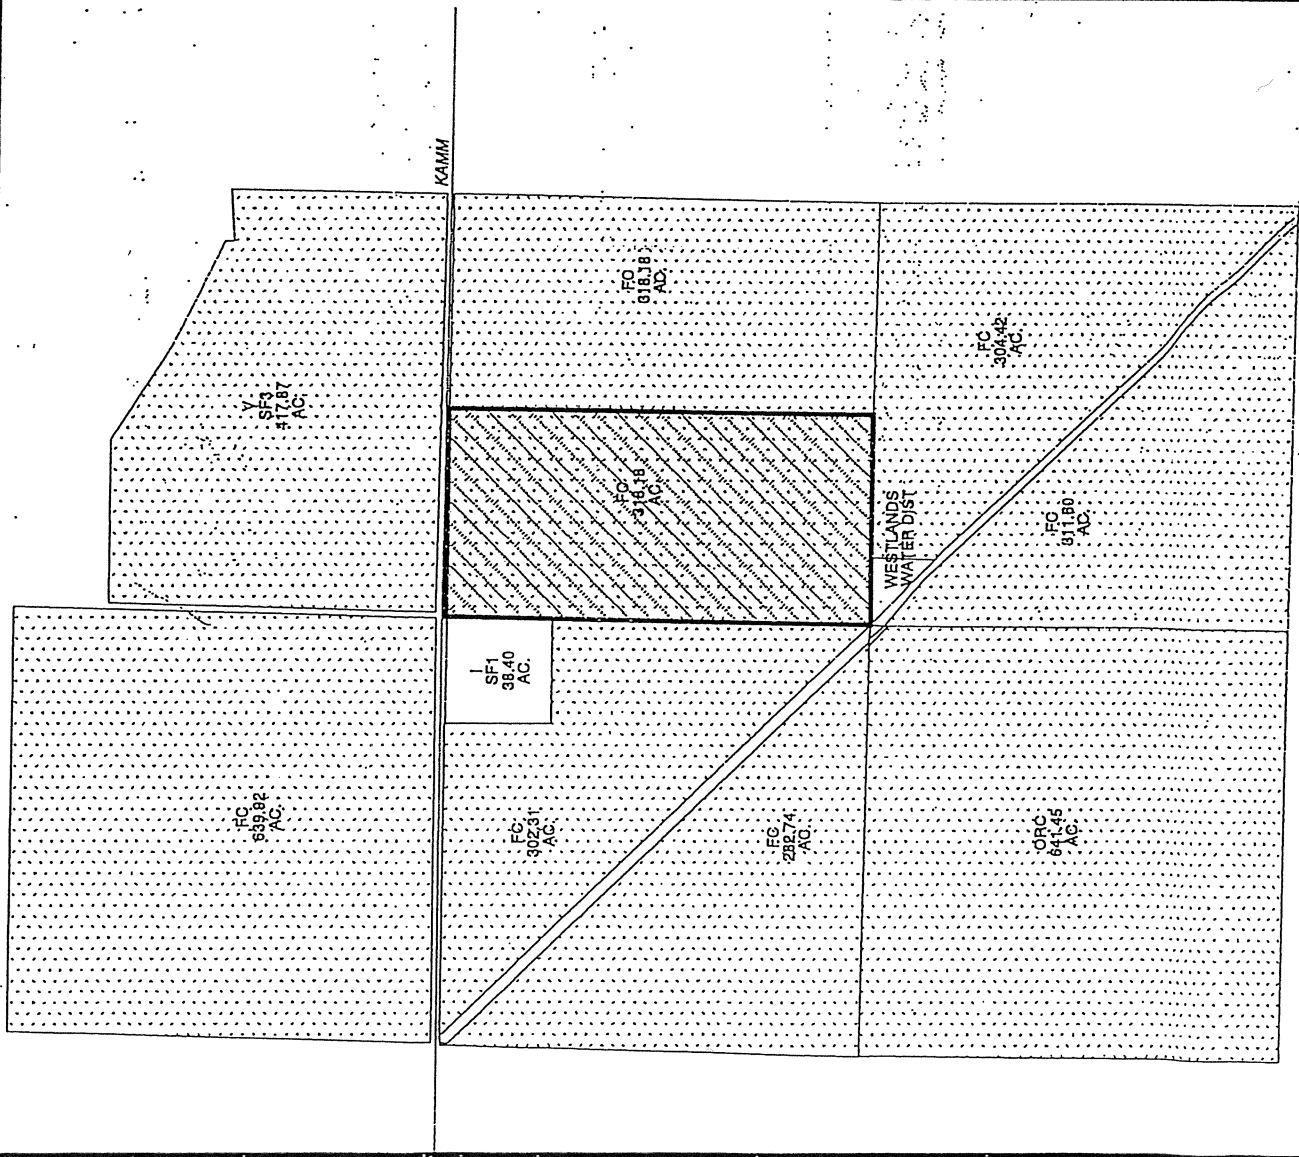 KAMM
V
SF3
417.87
AC.
FC
318.18
AC.
FC
304.42
AC.
FC
318.18
AC.
WESTLANDS
WATER DIST
FC
311.80
AC.
I
SF1
38.40
AC.
FC
639.92
AC.
FC
302.31
AC.
FC
282.74
AC.
ORC
641.45
AC.